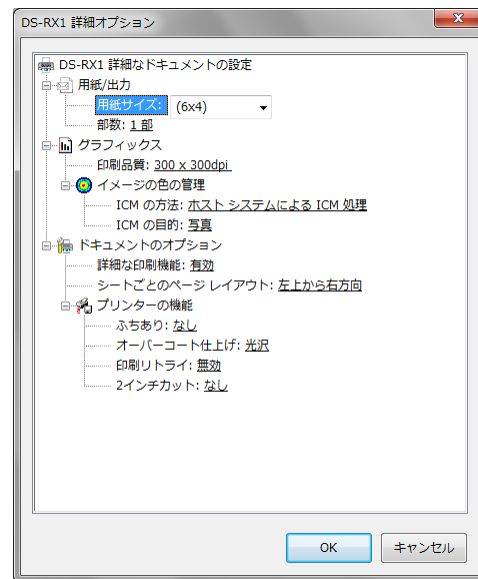 DS-RX1 詳細オプション
DS-RX1 詳細なドキュメントの設定
用紙/出力
用紙サイズ: (6x4)
部数: 1 部
グラフィックス
印刷品質: 300 x 300dpi
イメージの色の管理
ICM の方法: ホスト システムによる ICM 処理
ICM の目的: 写真
ドキュメントのオプション
詳細な印刷機能: 有効
シートごとのページ レイアウト: 左上から右方向
プリンターの機能
ふちあり: なし
オーバーコート仕上げ: 光沢
印刷リトライ: 無効
2インチカット: なし
OK キャンセル